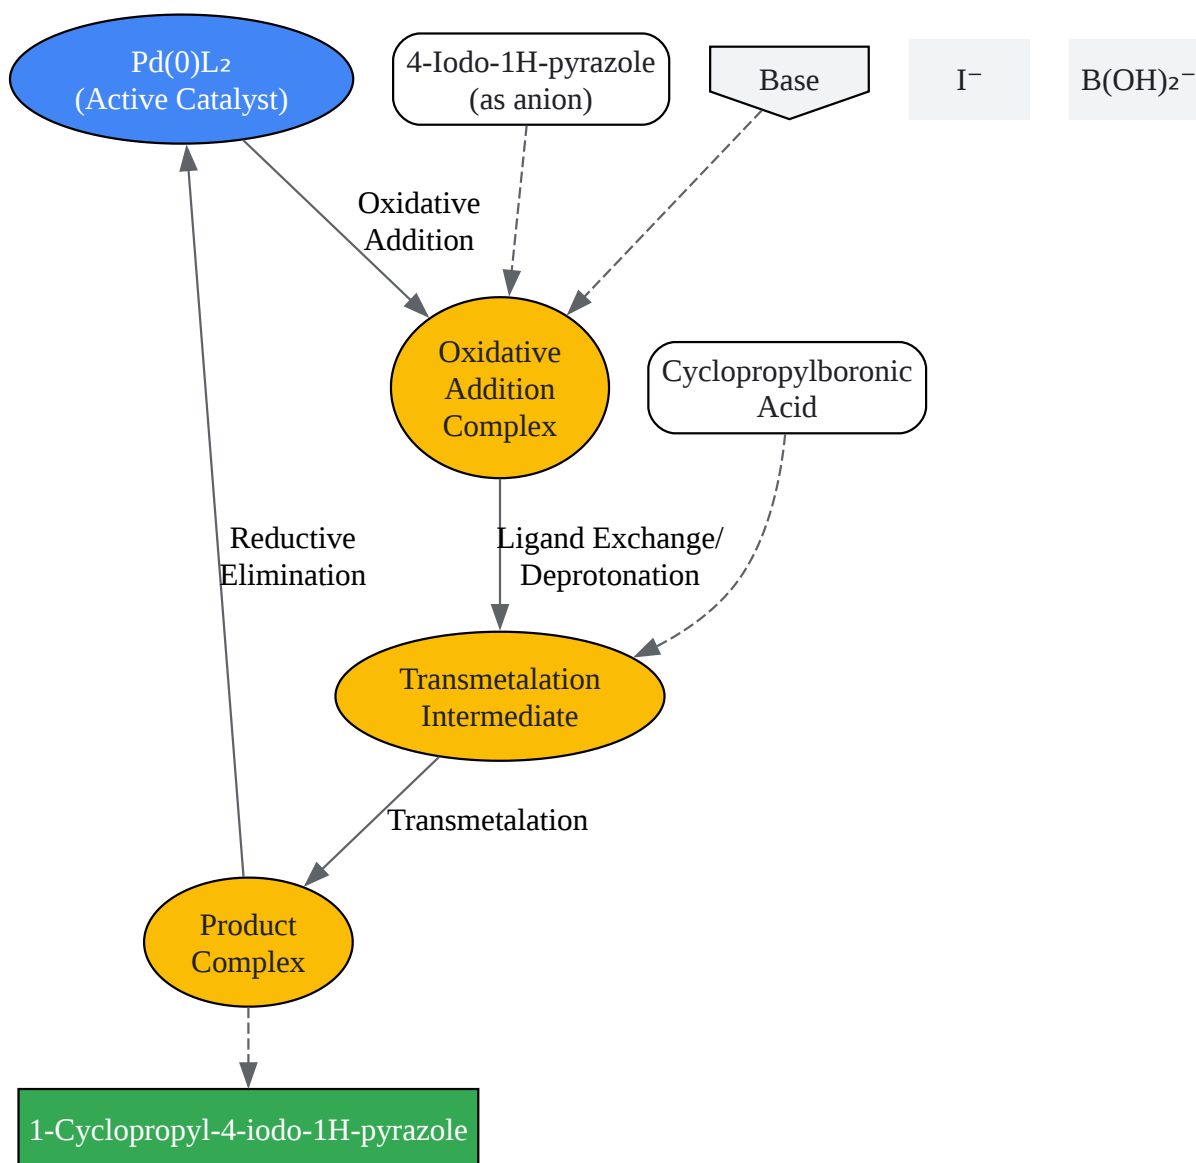 Pd(0)L₂
(Active Catalyst)
4-Iodo-1H-pyrazole
(as anion)
Base
I⁻
B(OH)₂⁻
Oxidative
Addition
Oxidative
Addition
Complex
Cyclopropylboronic
Acid
Reductive
Elimination
Ligand Exchange/
Deprotonation
Transmetalation
Intermediate
Transmetalation
Product
Complex
1-Cyclopropyl-4-iodo-1H-pyrazole